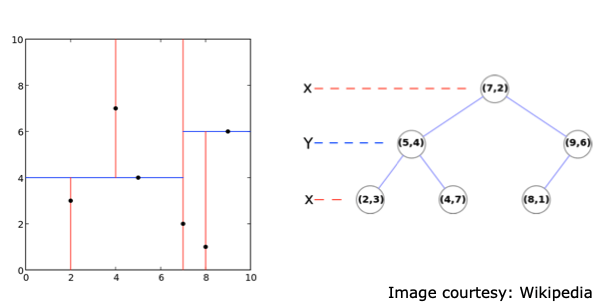 10
8
6
4
2
0
0 2 4 6 8 10
X (7,2)
Y (5,4) (9,6)
X (2,3) (4,7) (8,1)
Image courtesy: Wikipedia